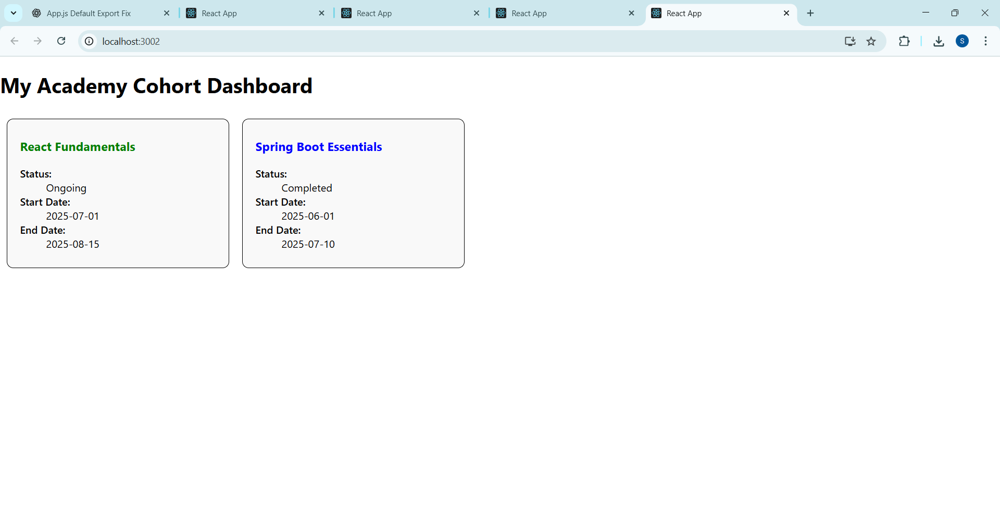 App.js Default Export Fix
React App
React App
React App
React App
localhost:3002
S
My Academy Cohort Dashboard
React Fundamentals
Status:
Ongoing
Start Date:
2025-07-01
End Date:
2025-08-15
Spring Boot Essentials
Status:
Completed
Start Date:
2025-06-01
End Date:
2025-07-10